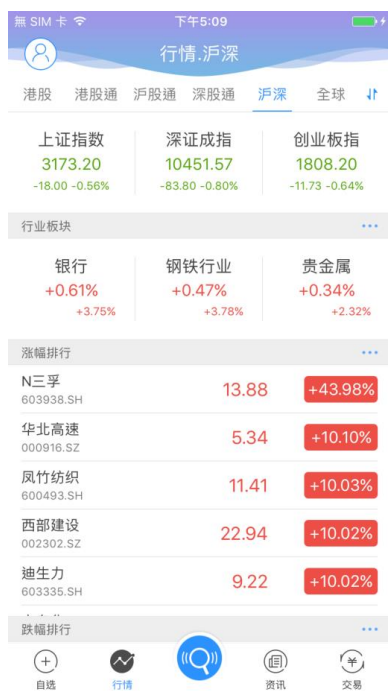 無 SIM 卡 下午5:09
行情.沪深
港股 港股通 沪股通 深股通 沪深 全球
上证指数 深证成指 创业板指
3173.20 10451.57 1808.20
-18.00 -0.56% -83.80 -0.80% -11.73 -0.64%
行业板块
银行 钢铁行业 贵金属
+0.61% +0.47% +0.34%
+3.75% +3.78% +2.32%
涨幅排行
N三孚 13.88 +43.98%
603938.SH
华北高速 5.34 +10.10%
000916.SZ
凤竹纺织 11.41 +10.03%
600493.SH
西部建设 22.94 +10.02%
002302.SZ
迪生力 9.22 +10.02%
603335.SH
跌幅排行
自选 行情 资讯 交易